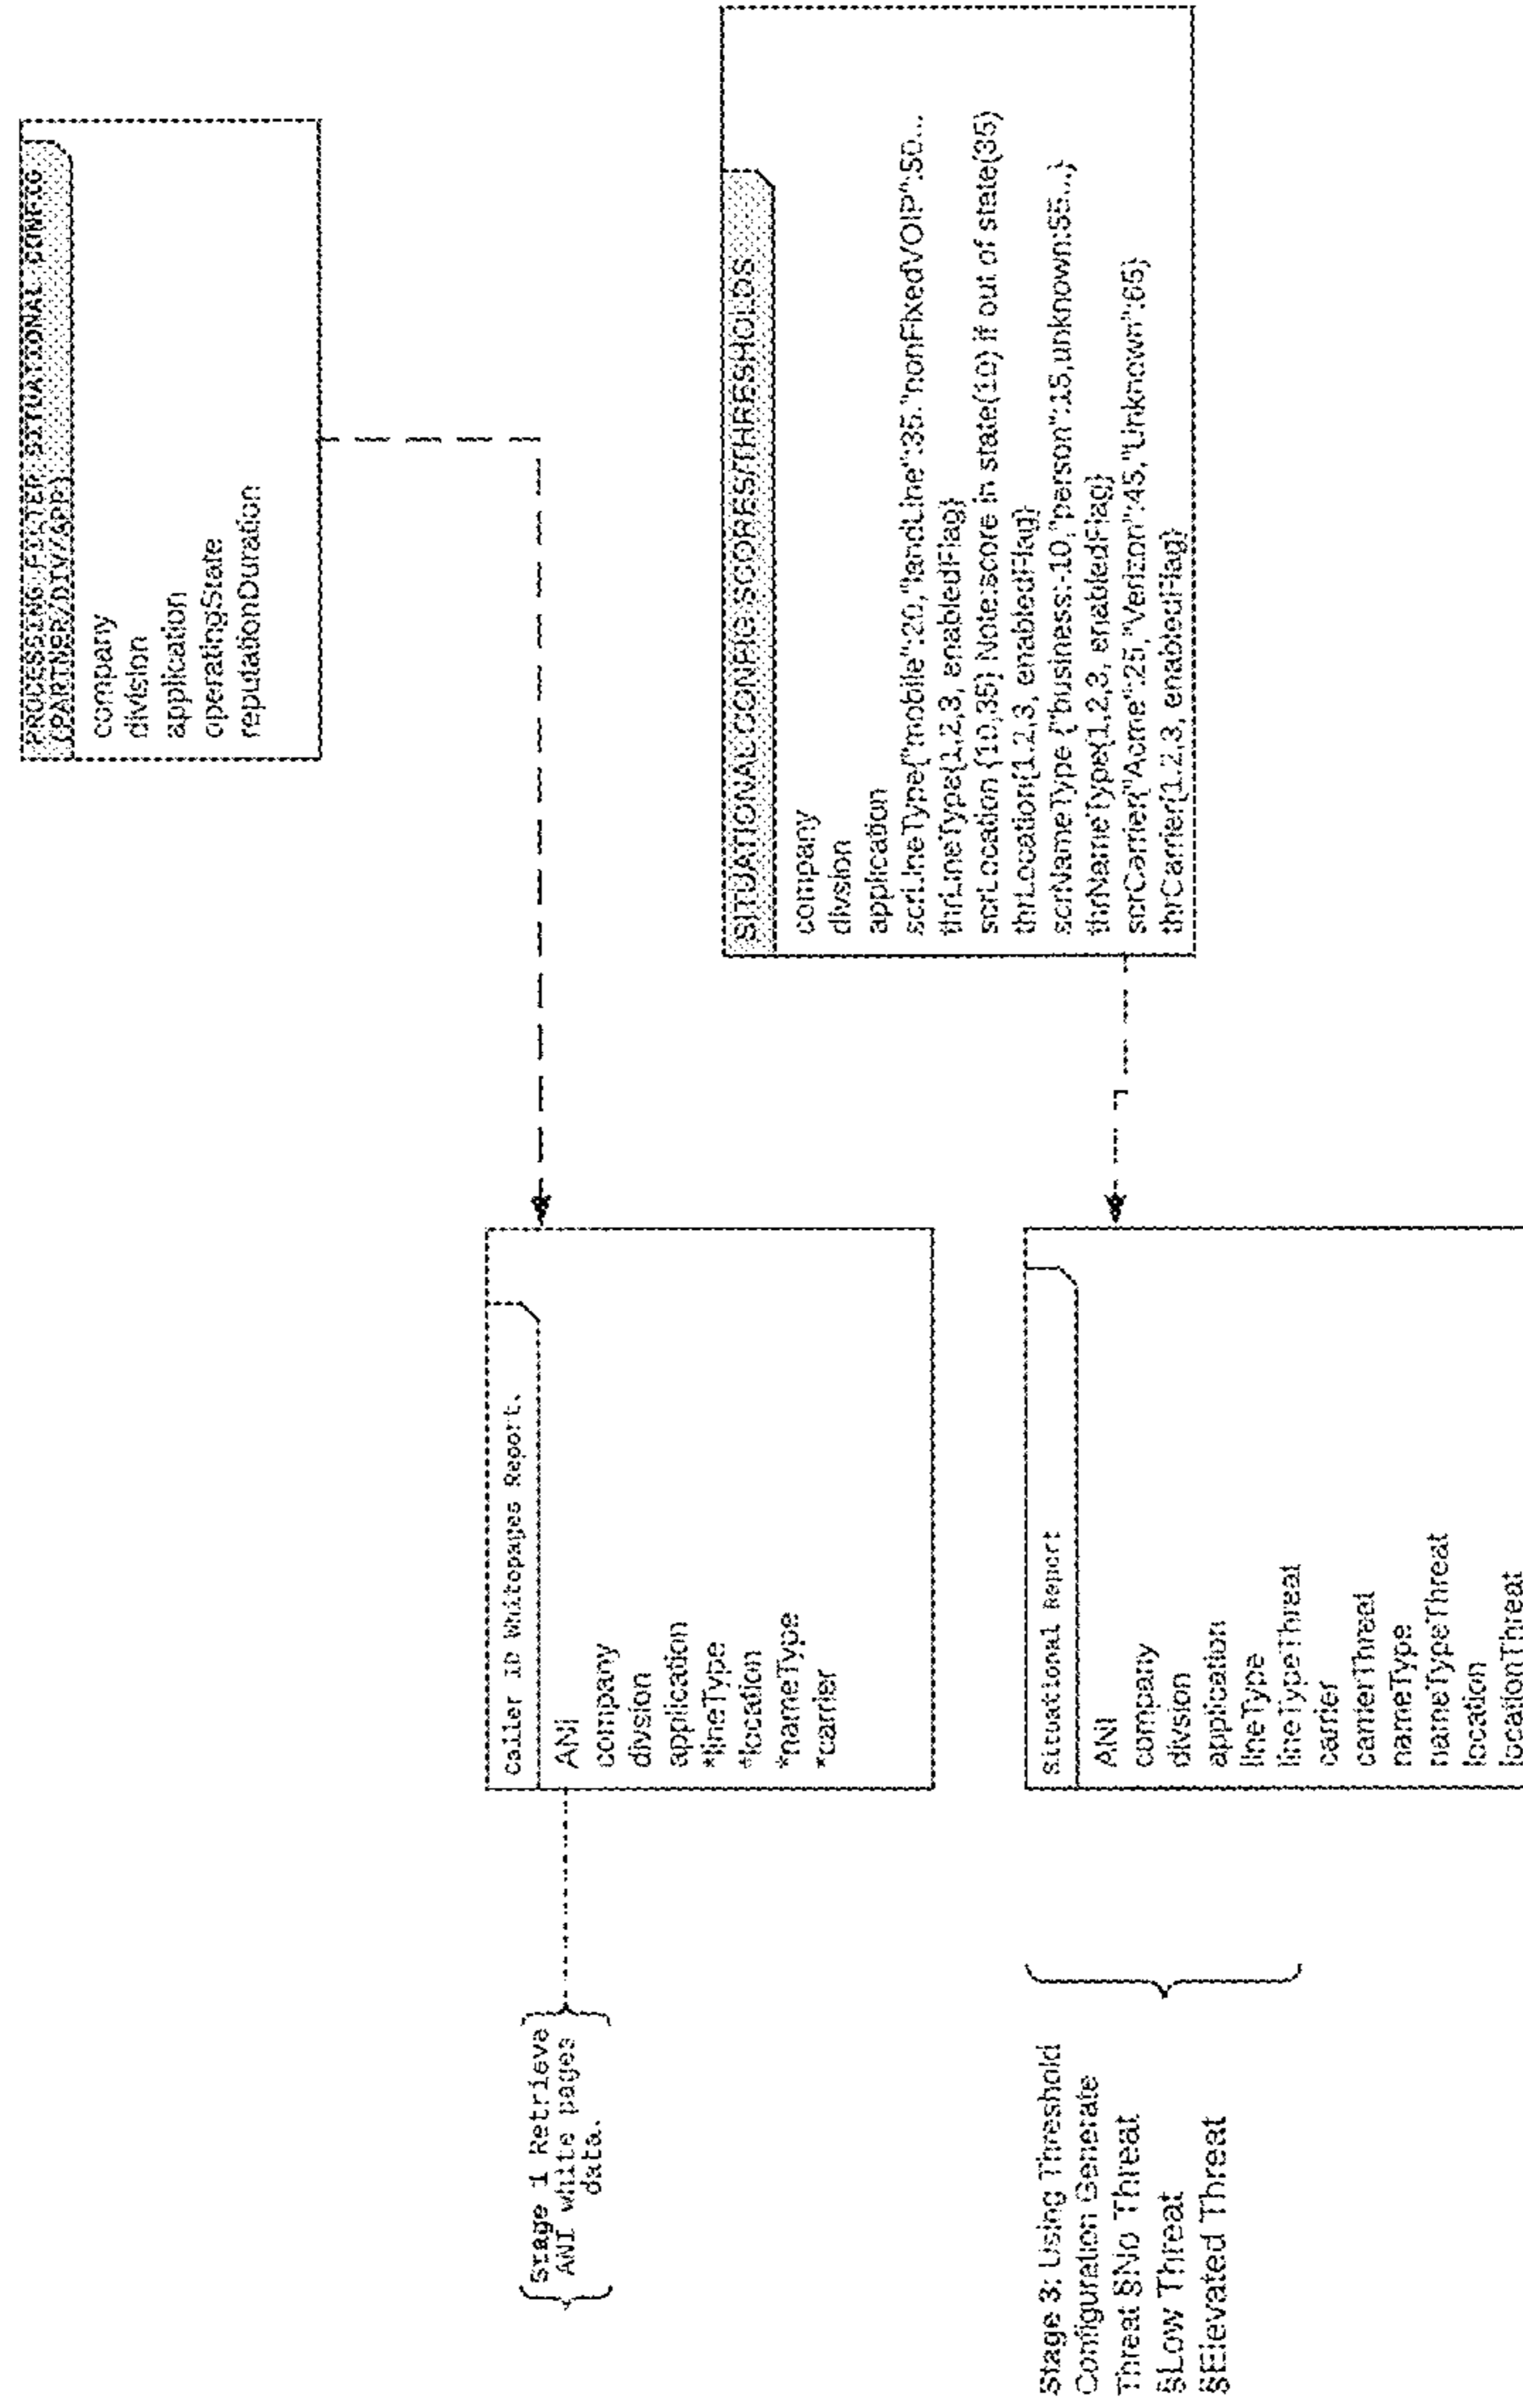 PROCESSING FILTER SITUATIONAL CONFIG
(PARTNER/DIV/APP)
company
division
application
operatingState
reputationDuration
Stage 1 Retrieve
ANI white pages
data.
Caller ID Whitepages Report.
ANI
company
division
application
*lineType
*location
*nameType
*carrier
SITUATIONAL CONFIG SCORES/THRESHOLDS
company
division
application
scrLineType{"mobile":20,"landLine":35."nonFixedVOIP":50...
thrLineType{1,2,3, enabledFlag}
scrLocation {10,35} Note:score in state(10) if out of state(35)
thrLocation{1.2,3, enabledFlag}
scrNameType {"business:-10,"person":15,unknown:55...}
thrNameType{1,2,3, enabledFlag}
scrCarrier{"Acme":25,"Verizon":45,"Unknown":65}
thrCarrier{1.2,3, enabledFlag}
Stage 3: Using Threshold
Configuration Generate
Threat SNo Threat
SLow Threat
SElevated Threat
Situational Report
ANI
company
division
application
lineType
lineTypeThreat
carrier
carrierThreat
nameType
nameTypeThreat
location
locationThreat